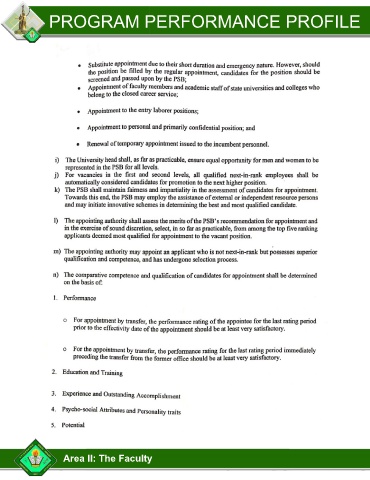 PROGRAM PERFORMANCE PROFILE
• Substitute appointment due to their short duration and emergency nature. However, should
the position be filled by the regular appointment, candidates for the position should be
screened and passed upon by the PSB;
• Appointment of faculty members and academic staff of state universities and colleges who
belong to the closed career service;
• Appointment to the entry laborer positions;
• Appointment to personal and primarily confidential position; and
• Renewal of temporary appointment issued to the incumbent personnel.
i) The University head shall, as far as practicable, ensure equal opportunity for men and women to be
represented in the PSB for all levels.
j) For vacancies in the first and second levels, all qualified next-in-rank employees shall be
automatically considered candidates for promotion to the next higher position.
k) The PSB shall maintain fairness and impartiality in the assessment of candidates for appointment.
Towards this end, the PSB may employ the assistance of external or independent resource persons
and may initiate innovative schemes in determining the best and most qualified candidate.
l) The appointing authority shall assess the merits of the PSB's recommendation for appointment and
in the exercise of sound discretion, select, in so far as practicable, from among the top five ranking
applicants deemed most qualified for appointment to the vacant position.
m) The appointing authority may appoint an applicant who is not next-in-rank but possesses superior
qualification and competence, and has undergone selection process.
n) The comparative competence and qualification of candidates for appointment shall be determined
on the basis of:
1. Performance
o For appointment by transfer, the performance rating of the appointee for the last rating period
prior to the effectivity date of the appointment should be at least very satisfactory.
o For the appointment by transfer, the performance rating for the last rating period immediately
preceding the transfer from the former office should be at least very satisfactory.
2. Education and Training
3. Experience and Outstanding Accomplishment
4. Psycho-social Attributes and Personality traits
5. Potential
Area II: The Faculty